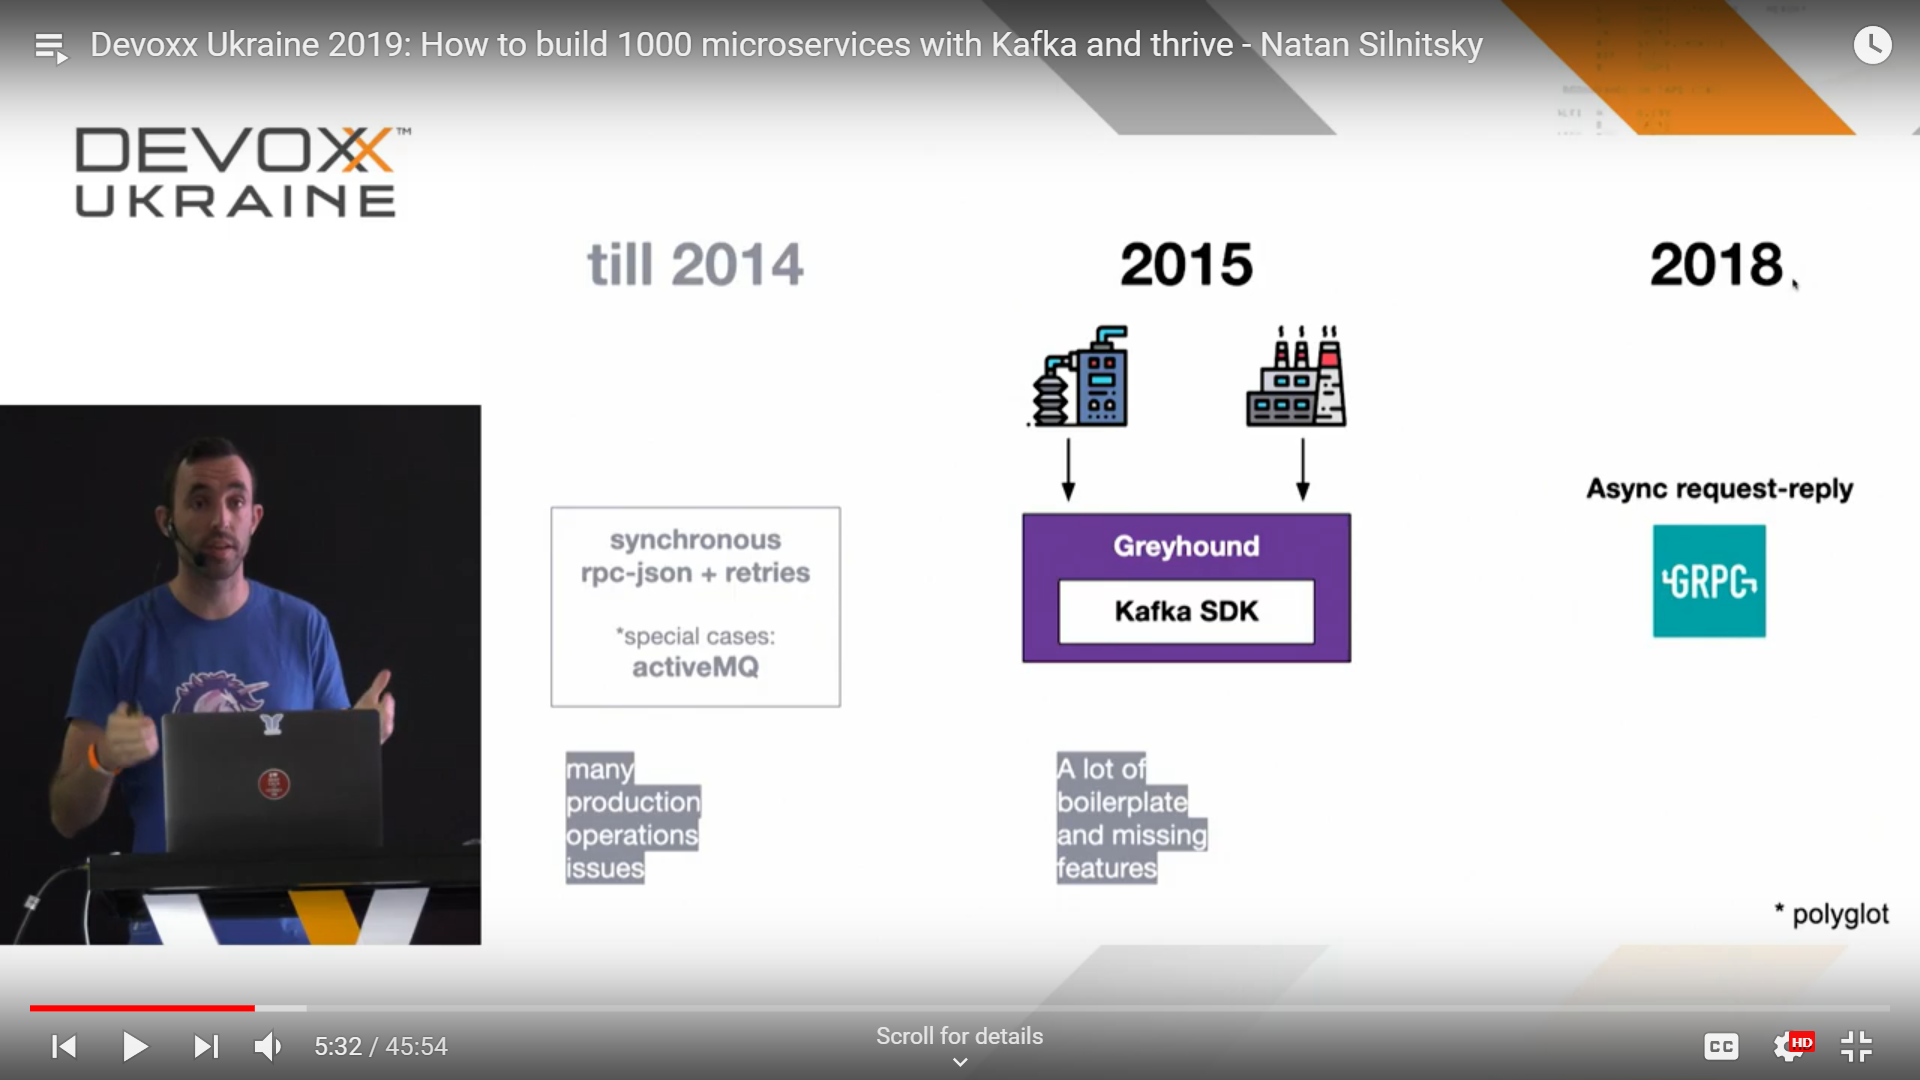 Devoxx Ukraine 2019: How to build 1000 microservices with Kafka and thrive - Natan Silnitsky
DEVOXX™
UKRAINE
till 2014
2015
2018
synchronous
rpc-json + retries
*special cases:
activeMQ
Greyhound
Kafka SDK
Async request-reply
GRPC
many
production
operations
issues
A lot of
boilerplate
and missing
features
* polyglot
5:32 / 45:54
Scroll for details
CC
HD